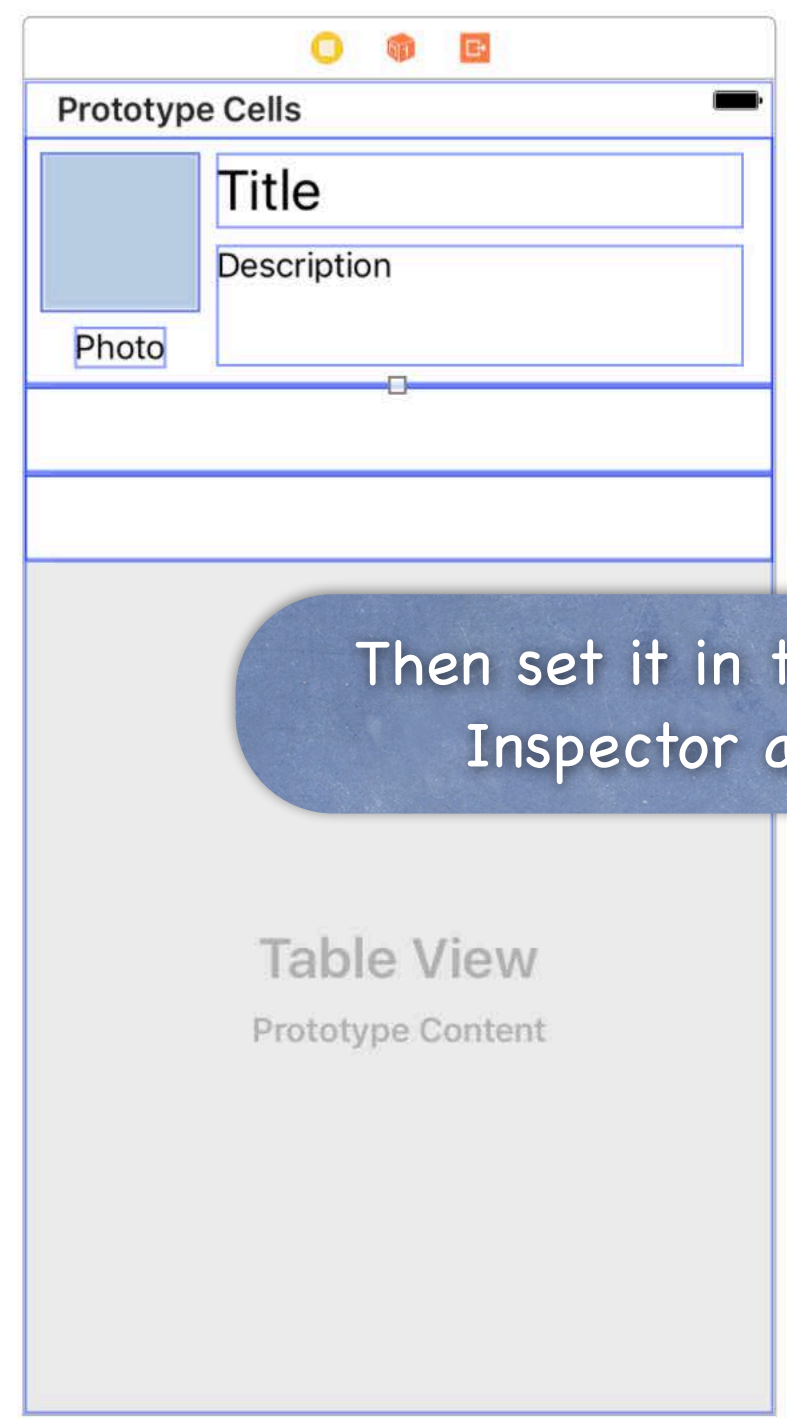 Prototype Cells
Title
Description
Photo
Then set it in
Inspector
Table View
Prototype Content